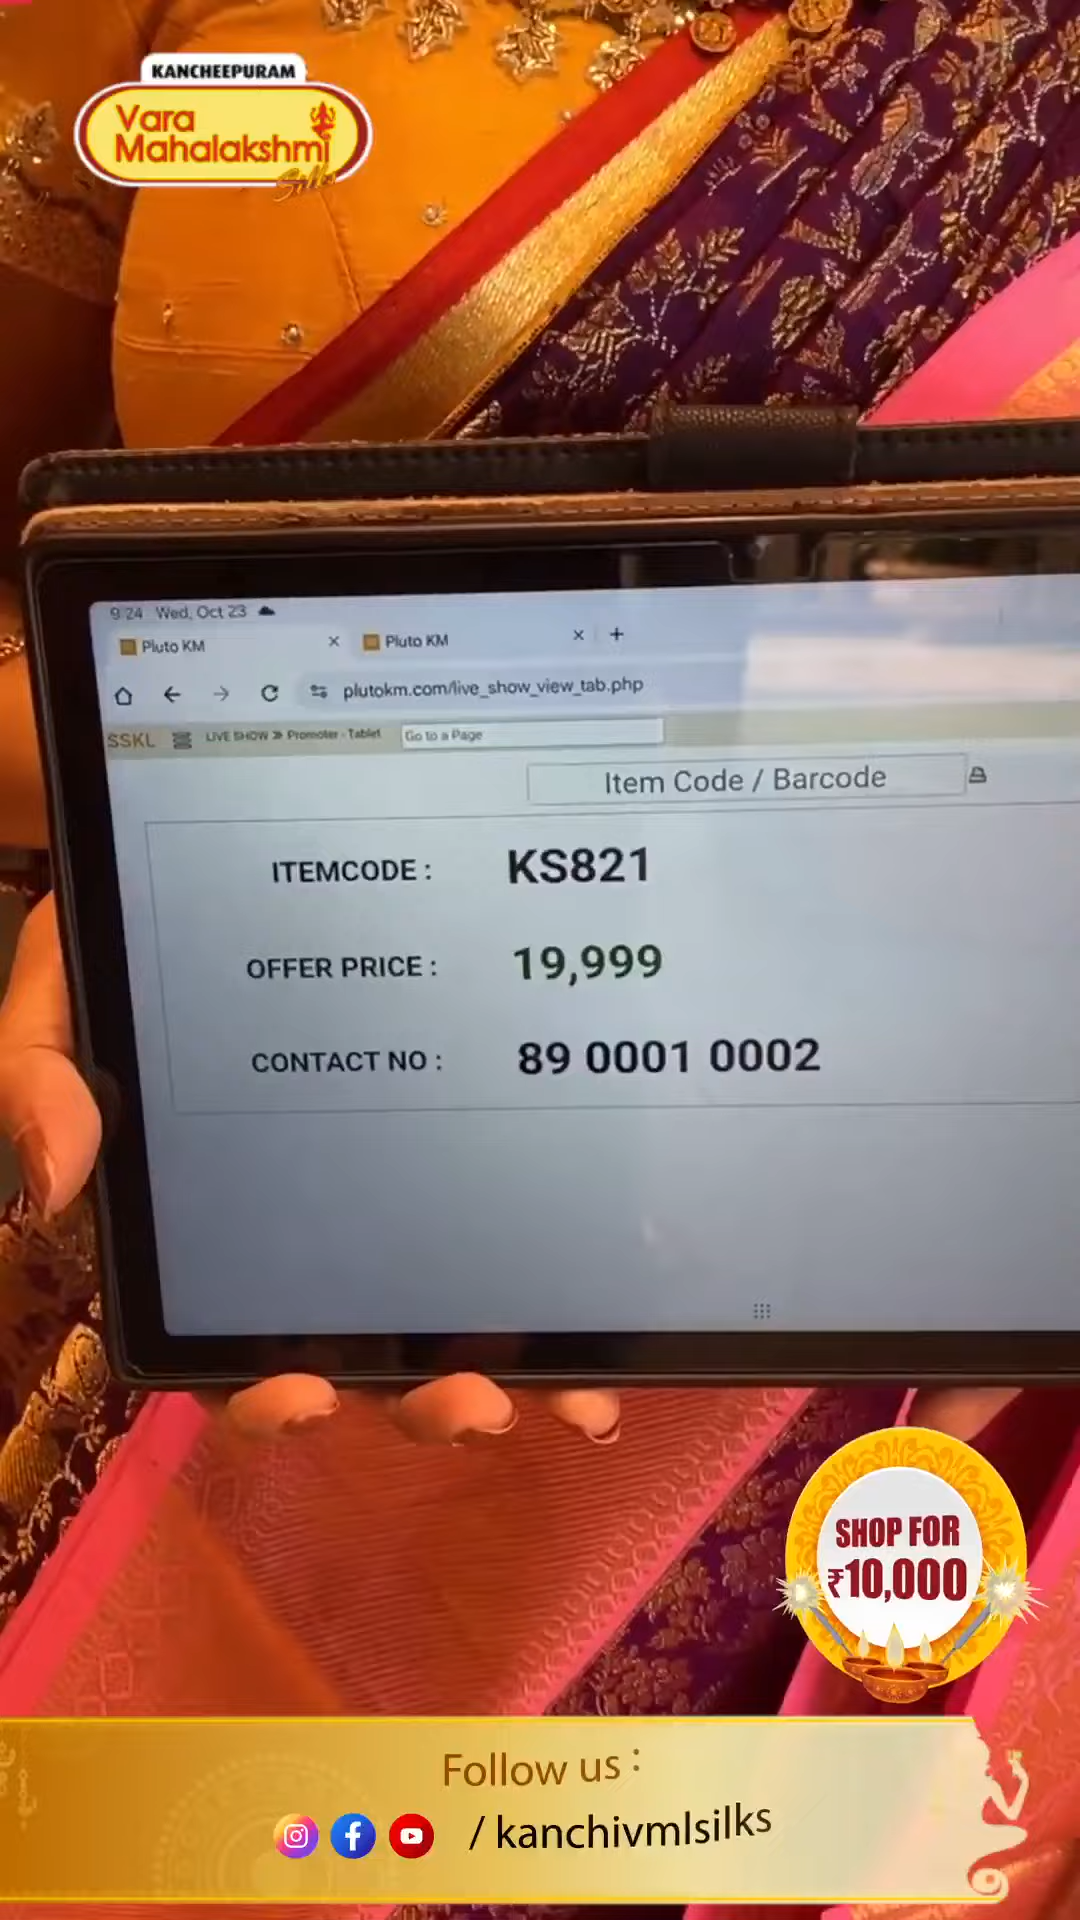 KANCHEEPURAM
Vara
Mahalakshmi
Silks
9:24 Wed, Oct 23
Pluto KM
Pluto KM
plutokm.com/live_show_view_tab.php
SSKL
LIVE SHOW » Promoter - Tablet
Go to a Page
Item Code / Barcode
ITEMCODE : KS821
OFFER PRICE : 19,999
CONTACT NO : 89 0001 0002
SHOP FOR
₹10,000
Follow us :
/ kanchivmlsilks